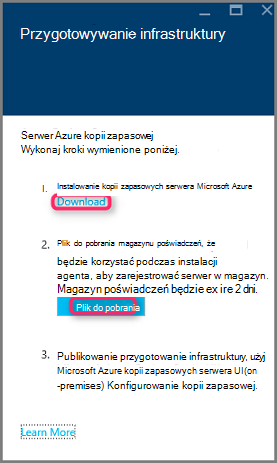 Przygotowywanie infrastruktury
Serwer Azure kopii zapasowej
Wykonaj kroki wymienione poniżej.
1. Instalowanie kopii zapasowych serwera Microsoft Azure
Download
2. Plik do pobrania magazynu poświadczeń, że
będzie korzystać podczas instalacji
agenta, aby zarejestrować serwer w magazyn.
Magazyn poświadczeń będzie ex ire 2 dni.
Plik do pobrania
3. Publikowanie przygotowanie infrastruktury, użyj
Microsoft Azure kopii zapasowych serwera UI(on
-premises) Konfigurowanie kopii zapasowej.
Learn More